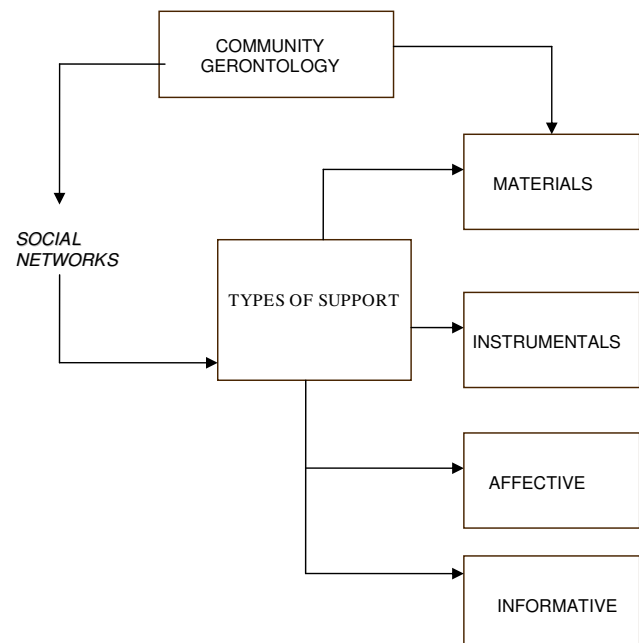 COMMUNITY
GERONTOLOGY
MATERIALS
SOCIAL
NETWORKS
TYPES OF SUPPORT
INSTRUMENTALS
AFFECTIVE
INFORMATIVE